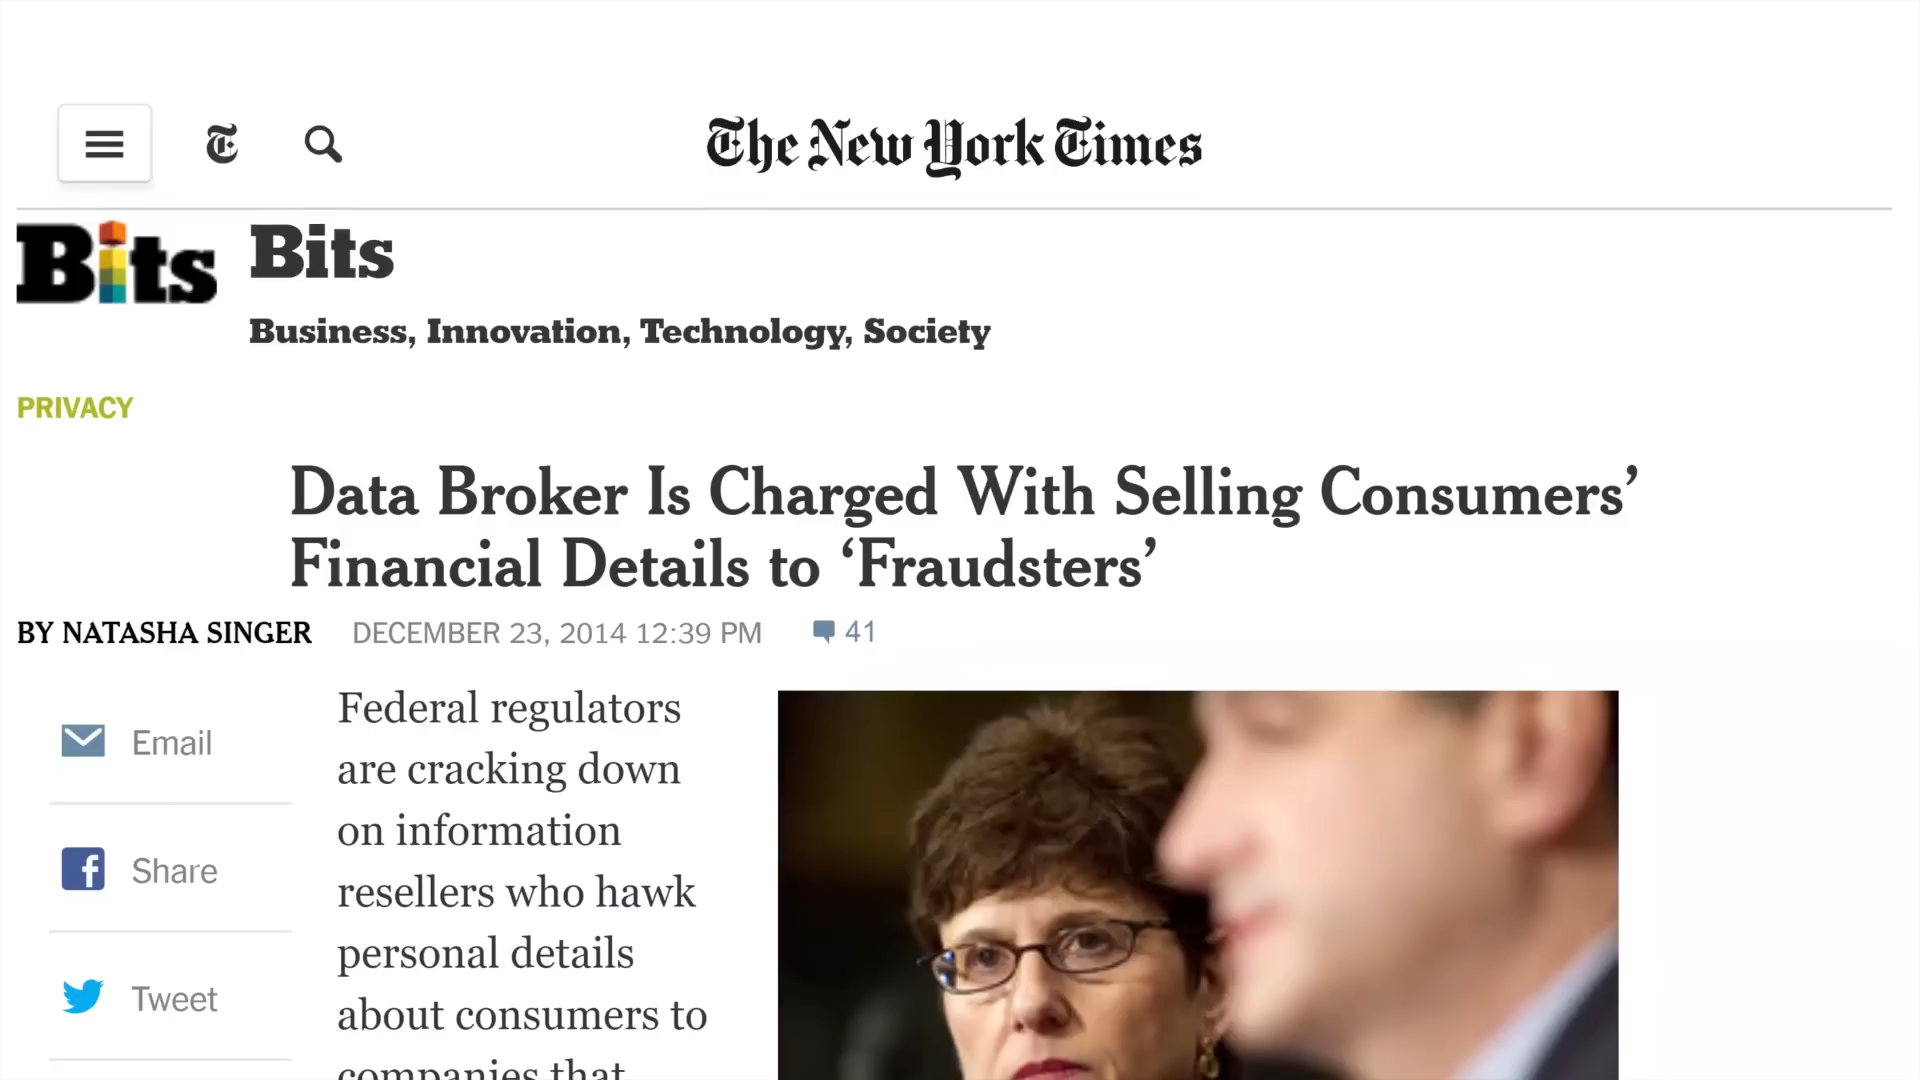 The New York Times
Bits
Bits
Business, Innovation, Technology, Society
PRIVACY
Data Broker Is Charged With Selling Consumers’
Financial Details to ‘Fraudsters’
BY NATASHA SINGER DECEMBER 23, 2014 12:39 PM 41
Email
Share
Tweet
Federal regulators
are cracking down
on information
resellers who hawk
personal details
about consumers to
companies that